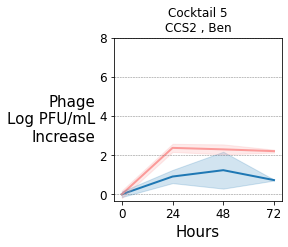 Cocktail 5
CCS2 , Ben
Phage
Log PFU/mL
Increase
8
6
4
2
0
0 24 48 72
Hours